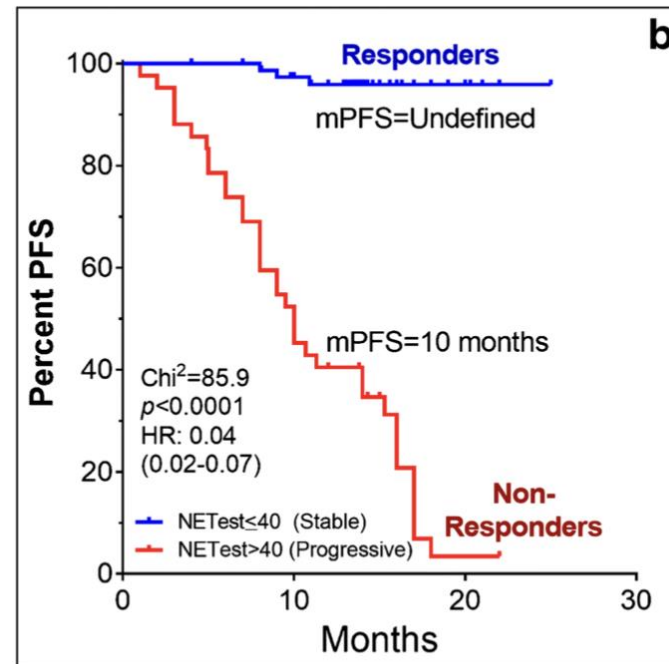 b
Responders
mPFS=Undefined
mPFS=10 months
Chi²=85.9
p<0.0001
HR: 0.04
(0.02-0.07)
Non-
Responders
NETest≤40 (Stable)
NETest>40 (Progressive)
Percent PFS
100
80
60
40
20
0
0 10 20 30
Months